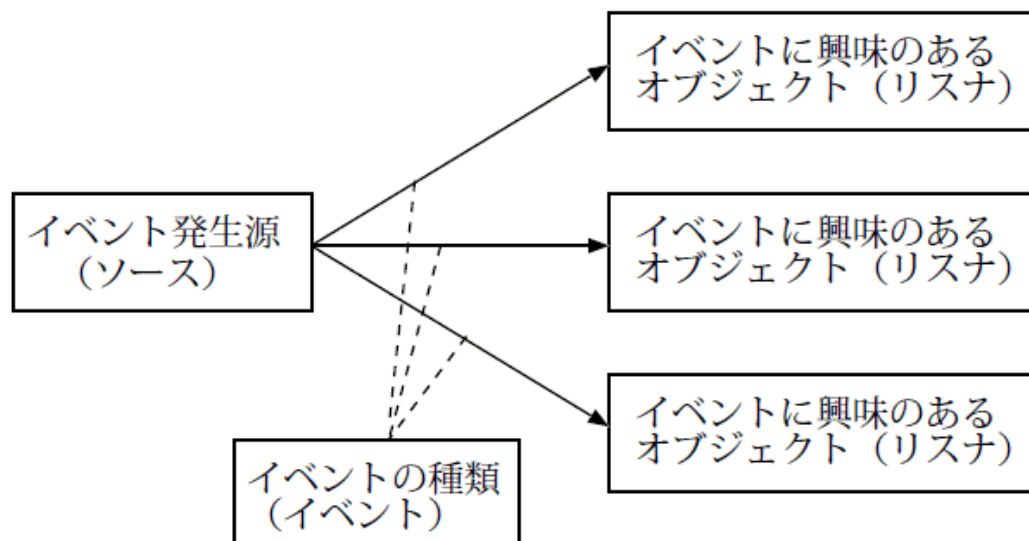 イベントに興味のある
オブジェクト（リスナ）
イベント発生源
（ソース）
イベントに興味のある
オブジェクト（リスナ）
イベントに興味のある
オブジェクト（リスナ）
イベントの種類
（イベント）